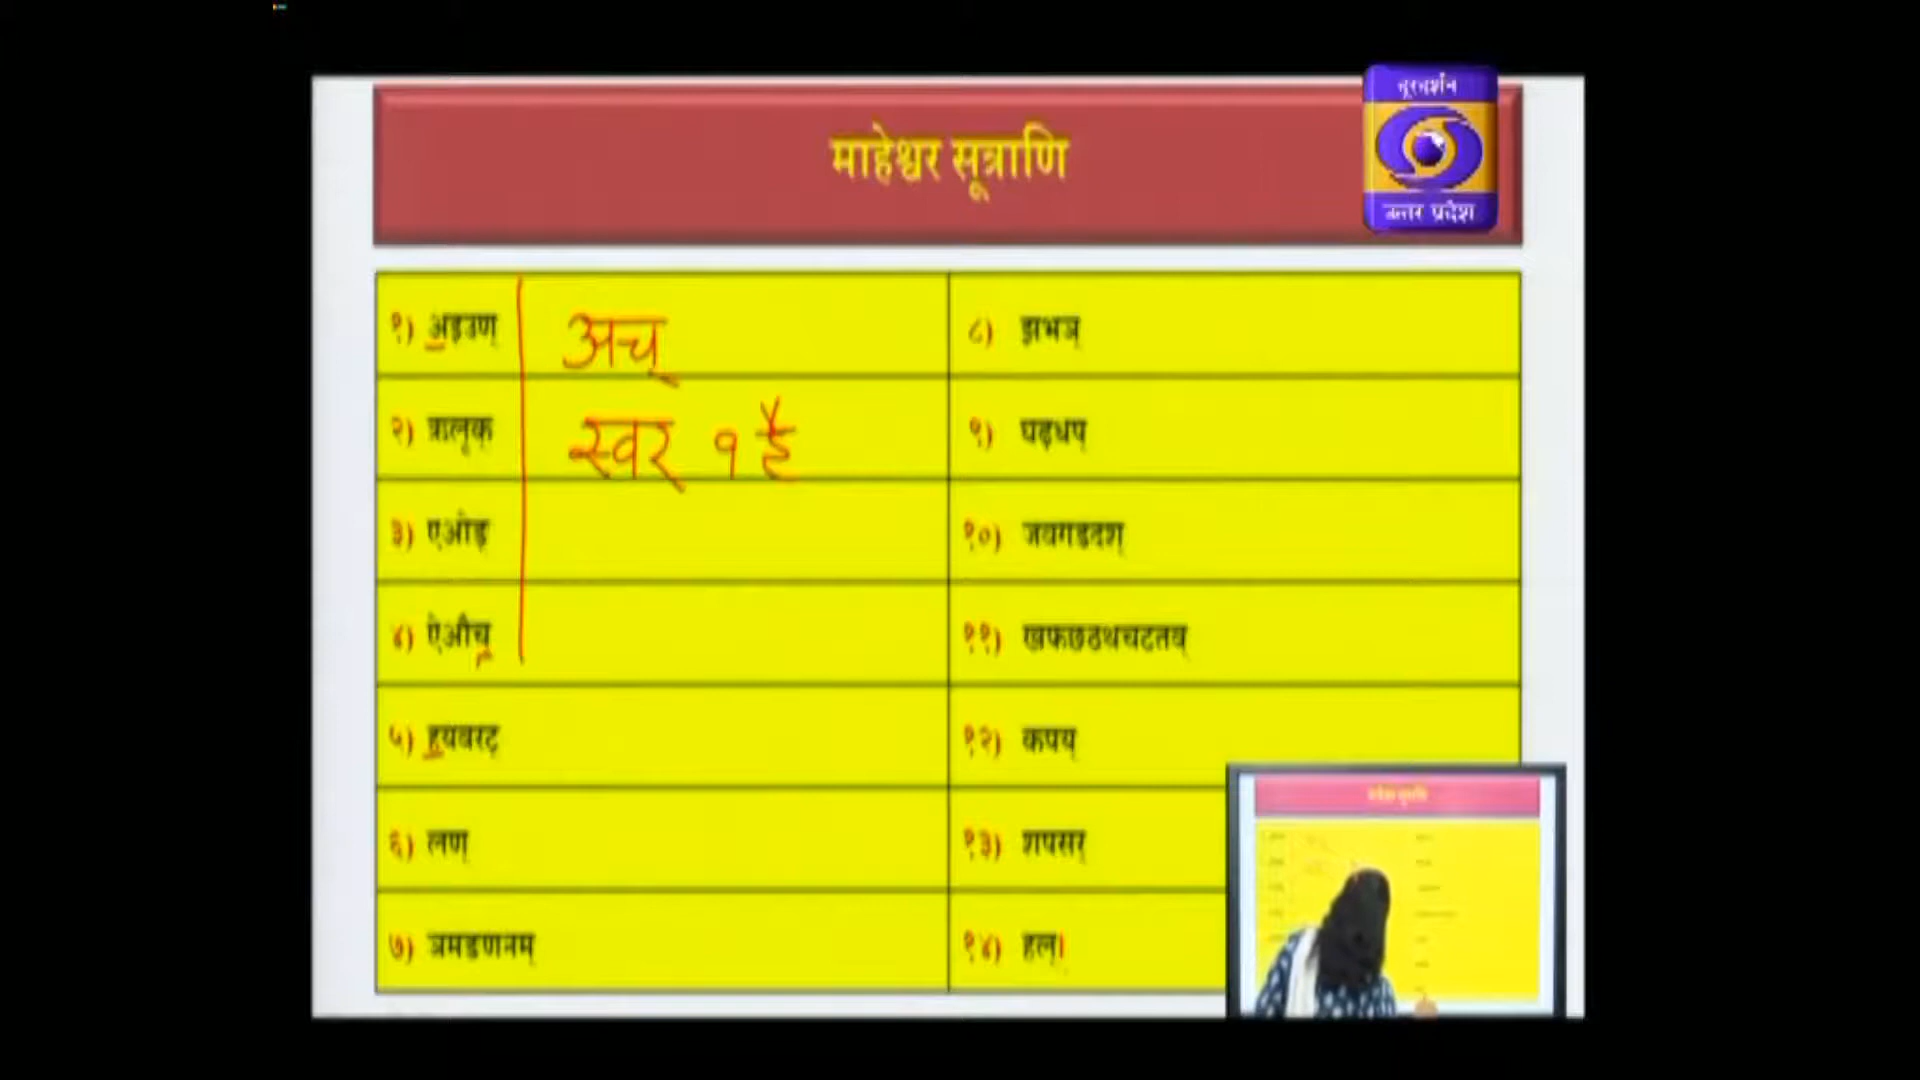 माहेश्वर सूत्राणि
दूरदर्शन
उत्तर प्रदेश
१) अइउण्
अच्
२) ऋलृक्
स्वर् ९ है
३) एओङ्
४) ऐऔच्
५) हयवरट्
६) लण्
७) ञमङणनम्
८) झभञ्
९) घढधष्
१०) जबगडदश्
११) खफछठथचटतव्
१२) कपय्
१३) शषसर्
१४) हल्।